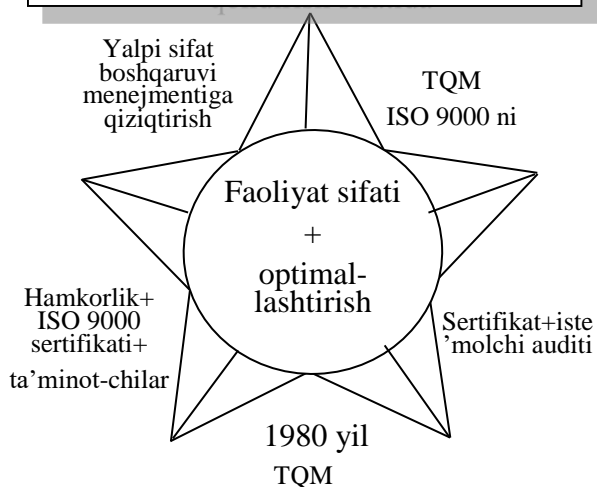 Yalpi sifat
boshqaruvi
menejmentiga
qiziqtirish
TQM
ISO 9000 ni
Faoliyat sifati
+
optimal-
lashtirish
Hamkorlik+
ISO 9000
sertifikati+
ta’minot-chilar
Sertifikat+iste
’molchi auditi
1980 yil
TQM